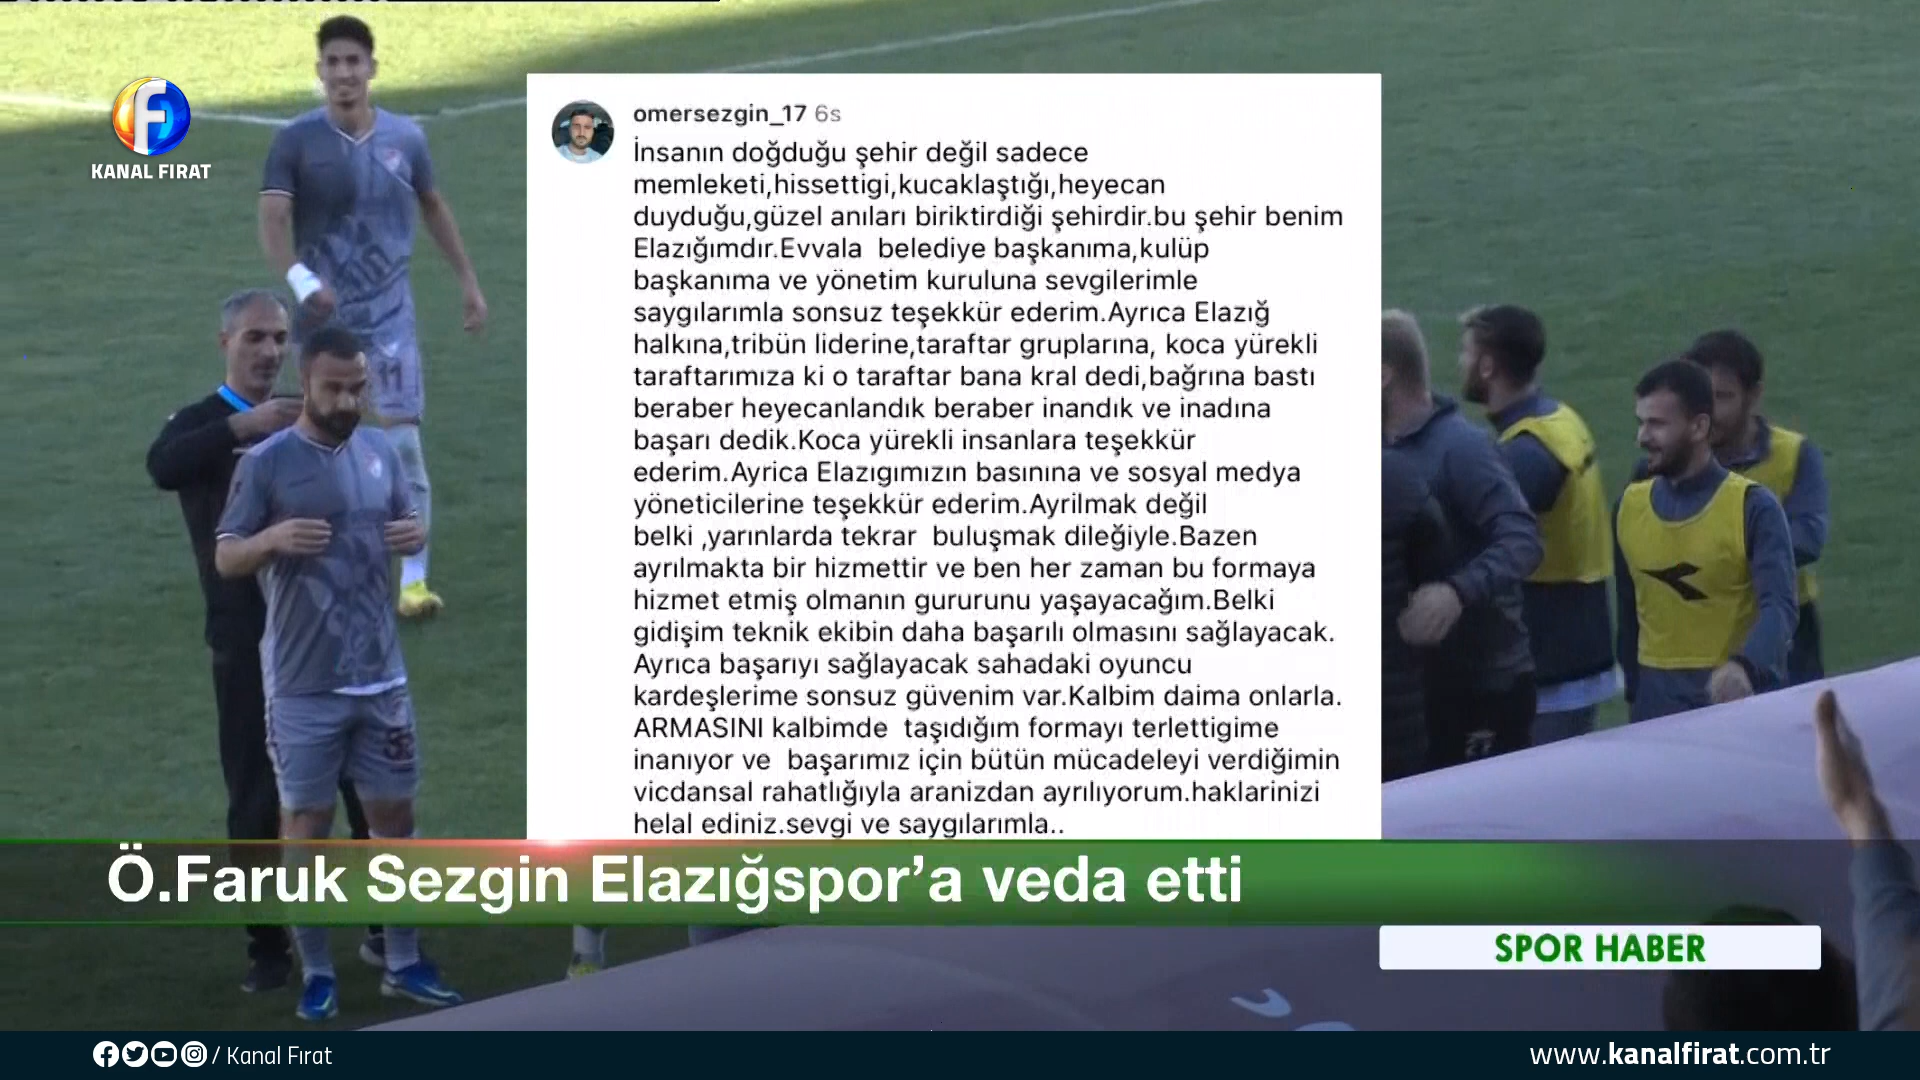 KANAL FIRAT
omersezgin_17 6s
İnsanın doğduğu şehir değil sadece
memleketi,hissettigi,kucaklaştığı,heyecan
duyduğu,güzel anıları biriktirdiği şehirdir.bu şehir benim
Elazığımdır.Evvala  belediye başkanıma,kulüp
başkanıma ve yönetim kuruluna sevgilerimle
saygılarımla sonsuz teşekkür ederim.Ayrıca Elazığ
halkına,tribün liderine,taraftar gruplarına, koca yürekli
taraftarımıza ki o taraftar bana kral dedi,bağrına bastı
beraber heyecanlandık beraber inandık ve inadına
başarı dedik.Koca yürekli insanlara teşekkür
ederim.Ayrica Elazıgımızın basınına ve sosyal medya
yöneticilerine teşekkür ederim.Ayrilmak değil
belki ,yarınlarda tekrar  buluşmak dileğiyle.Bazen
ayrılmakta bir hizmettir ve ben her zaman bu formaya
hizmet etmiş olmanın gururunu yaşayacağım.Belki
gidişim teknik ekibin daha başarılı olmasını sağlayacak.
Ayrıca başarıyı sağlayacak sahadaki oyuncu
kardeşlerime sonsuz güvenim var.Kalbim daima onlarla.
ARMASINI kalbimde  taşıdığım formayı terlettigime
inanıyor ve  başarımız için bütün mücadeleyi verdiğimin
vicdansal rahatlığıyla aranizdan ayrılıyorum.haklarinizi
helal ediniz.sevgi ve saygılarımla..
11
Ö.Faruk Sezgin Elazığspor’a veda etti
SPOR HABER
/ Kanal Fırat
www.kanalfirat.com.tr